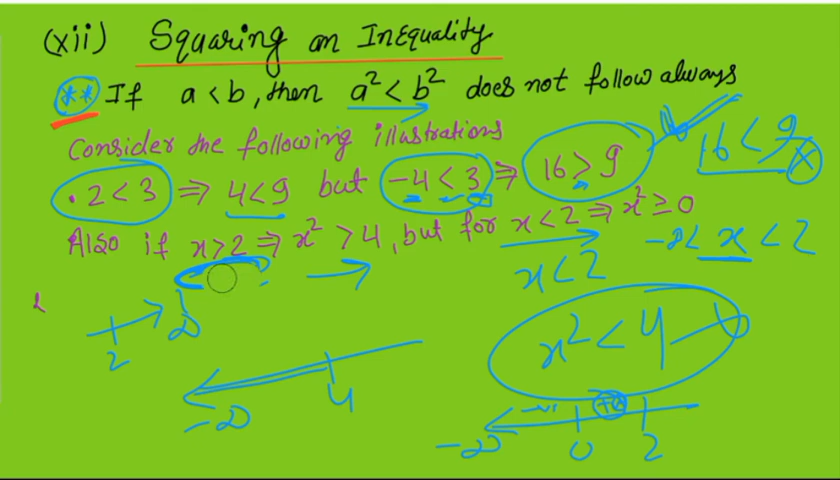 (xii) Squaring an Inequality
** If a < b, then a² < b² does not follow always
Consider the following illustrations
16 < 9
. 2 < 3 ⇒ 4 < 9 but -4 < 3 ⇒ 16 > 9
Also if x > 2 ⇒ x² > 4, but for x < 2 ⇒ x² ≥ 0
-∞ < x < 2
x < 2
2 ∞
x² < 4
-∞ 4
-∞ 0 2